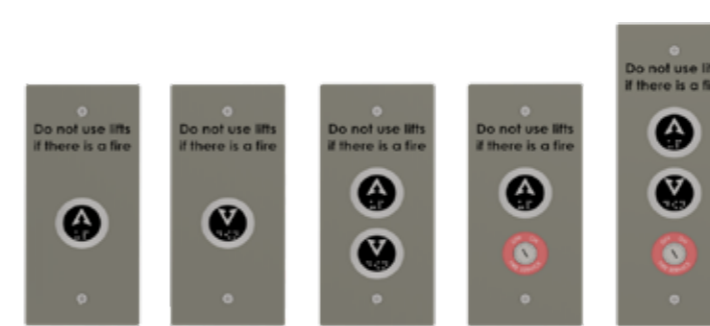 Do not use lifts
if there is a fire
Do not use lifts
if there is a fire
Do not use lifts
if there is a fire
Do not use lifts
if there is a fire
Do not use
if there is a